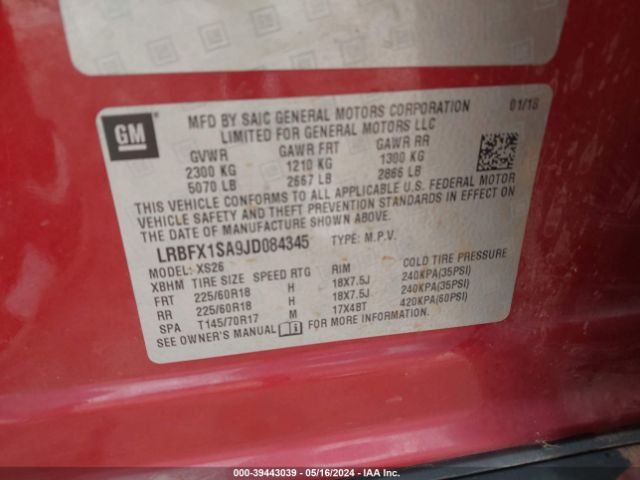 GM
MFD BY SAIC GENERAL MOTORS CORPORATION 01/18
LIMITED FOR GENERAL MOTORS LLC
GVWR GAWR FRT GAWR RR
2300 KG 1210 KG 1300 KG
5070 LB 2667 LB 2866 LB
THIS VEHICLE CONFORMS TO ALL APPLICABLE U.S. FEDERAL MOTOR
VEHICLE SAFETY AND THEFT PREVENTION STANDARDS IN EFFECT ON
THE DATE OF MANUFACTURE SHOWN ABOVE.
LRBFX1SA9JD084345 TYPE: M.P.V.
MODEL: XS26
XBHM TIRE SIZE SPEED RTG RIM COLD TIRE PRESSURE
FRT 225/60R18 H 18X7.5J 240KPA(35PSI)
RR 225/60R18 H 18X7.5J 240KPA(35PSI)
SPA T145/70R17 M 17X4BT 420KPA(60PSI)
SEE OWNER'S MANUAL FOR MORE INFORMATION.
000-39443039 - 05/16/2024 - IAA Inc.